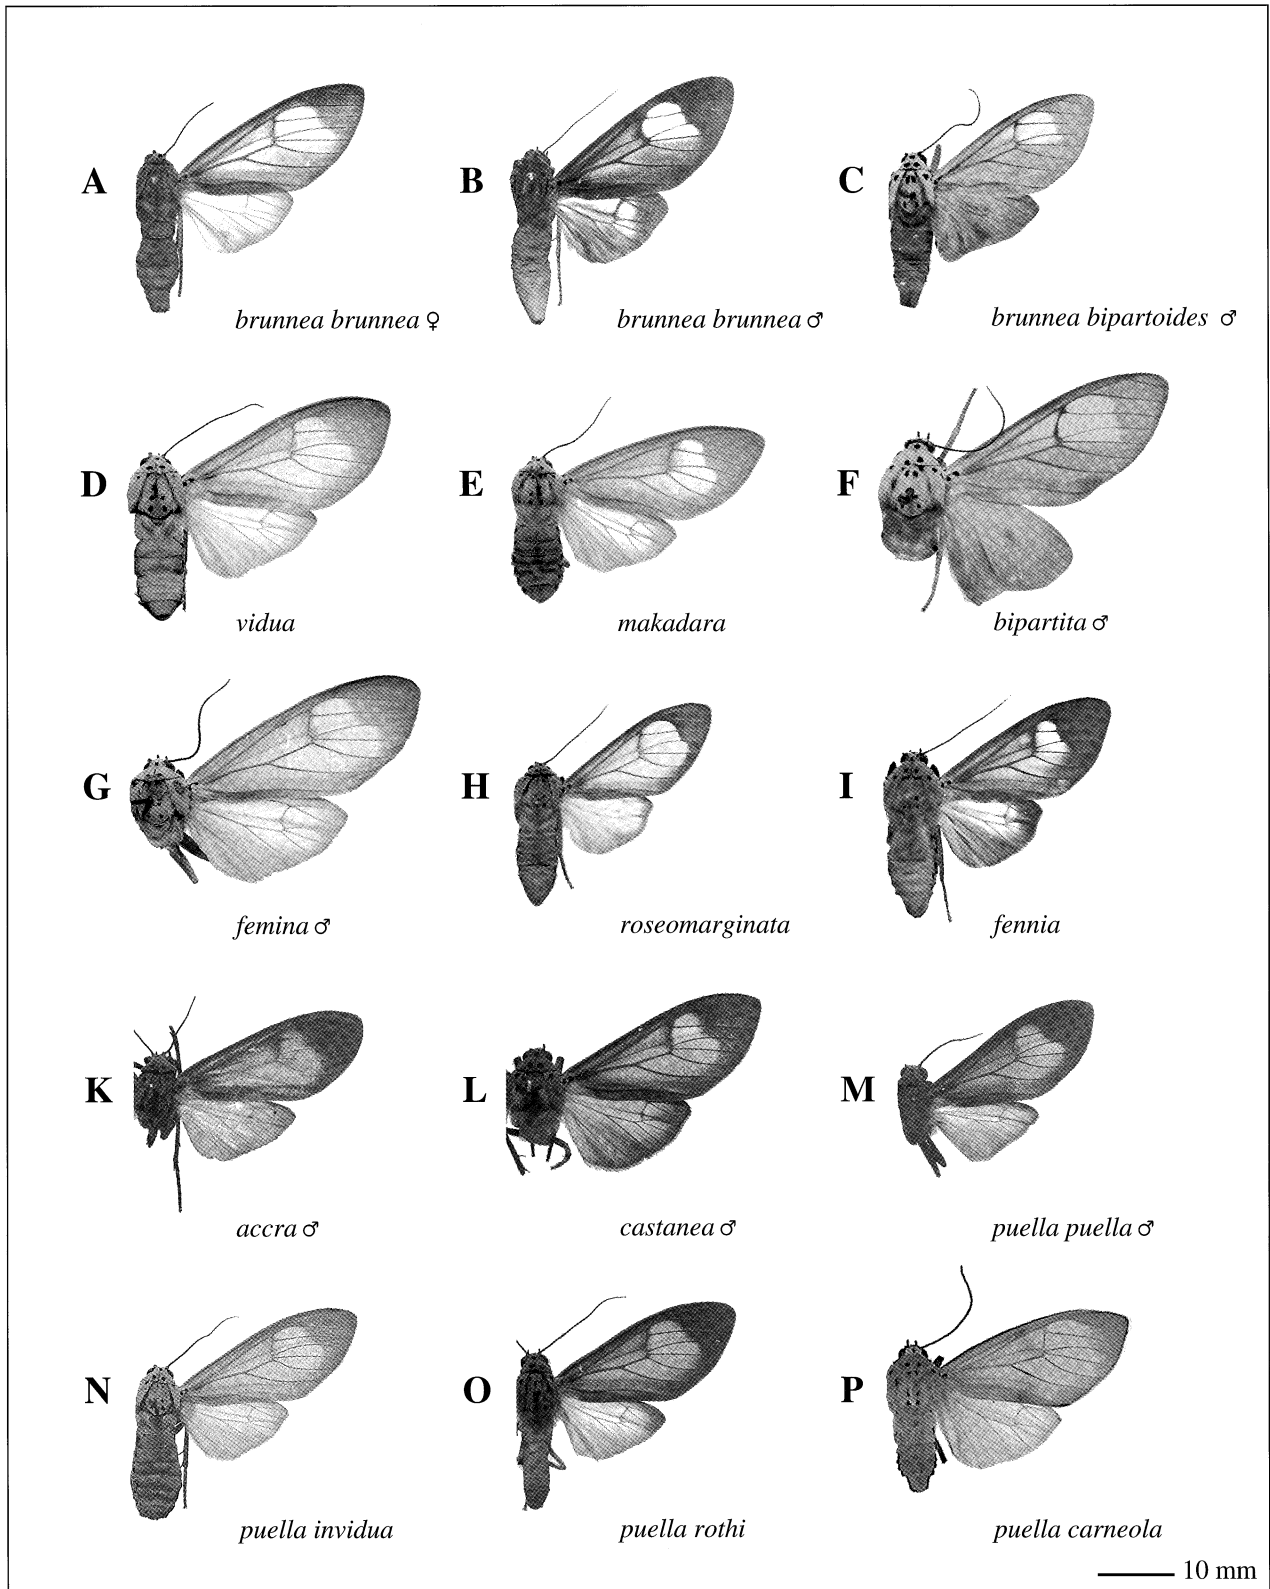 A B C
brunnea brunnea ♀ brunnea brunnea ♂ brunnea bipartoides ♂
D E F
vidua makadara bipartita ♂
G H I
femina ♂ roseomarginata fennia
K L M
accra ♂ castanea ♂ puella puella ♂
N O P
puella invidua puella rothi puella carneola
10 mm